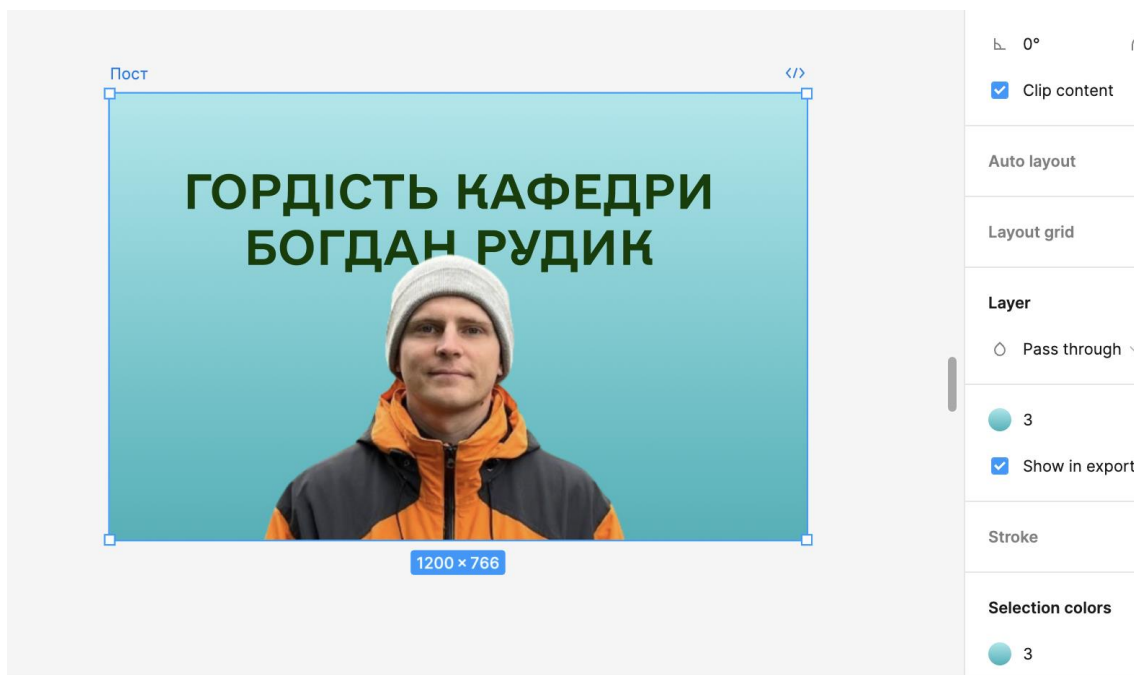 0°
Пост
</>
Clip content
Auto layout
ГОРДІСТЬ КАФЕДРИ
Layout grid
БОГДАН РУДИК
Layer
Pass through
3
Show in export
Stroke
1200 × 766
Selection colors
3